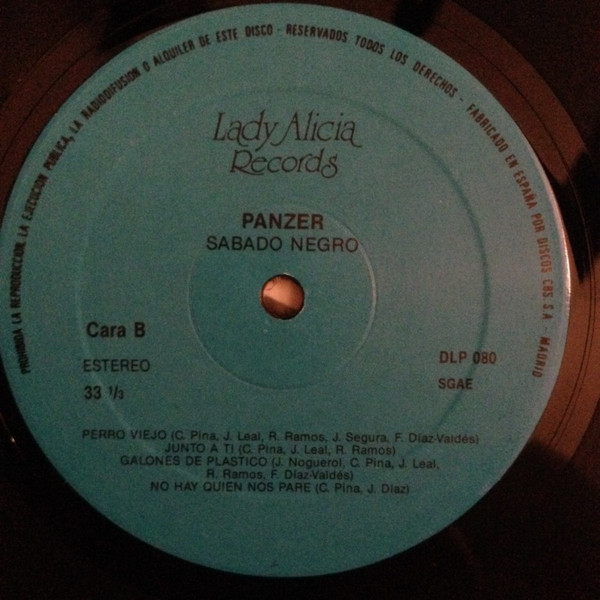 PROHIBIDA LA REPRODUCCION, LA EJECUCION PUBLICA, LA RADIODIFUSION O ALQUILER DE ESTE DISCO - RESERVADOS TODOS LOS DERECHOS - FABRICADO EN ESPAÑA POR DISCOS CBS S.A. - MADRID
Lady Alicia
Records
PANZER
SABADO NEGRO
Cara B
ESTEREO
33 1/3
DLP 080
SGAE
PERRO VIEJO (C. Pina, J. Leal, R. Ramos, J. Segura, F. Díaz-Valdés)
JUNTO A TI (C. Pina, J. Leal, R. Ramos)
GALONES DE PLASTICO (J. Noguerol, C. Pina, J. Leal,
R. Ramos, F. Díaz-Valdés)
NO HAY QUIEN NOS PARE (C. Pina, J. Díaz)